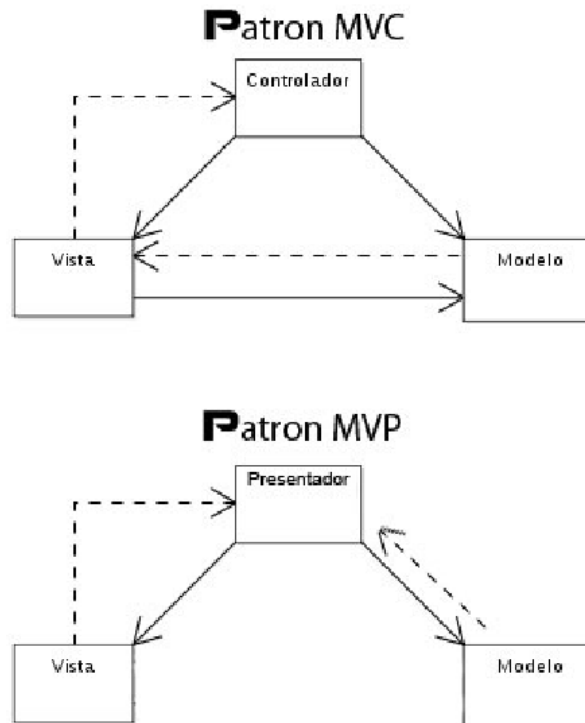 Patron MVC
Controlador
Vista
Modelo
Patron MVP
Presentador
Vista
Modelo